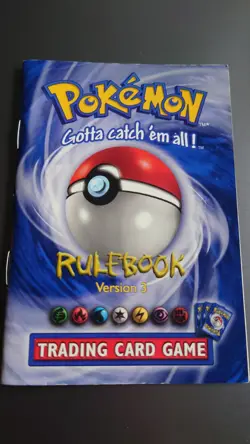 POKéMON
Gotta catch 'em all!
RULEBOOK
Version 3
TRADING CARD GAME